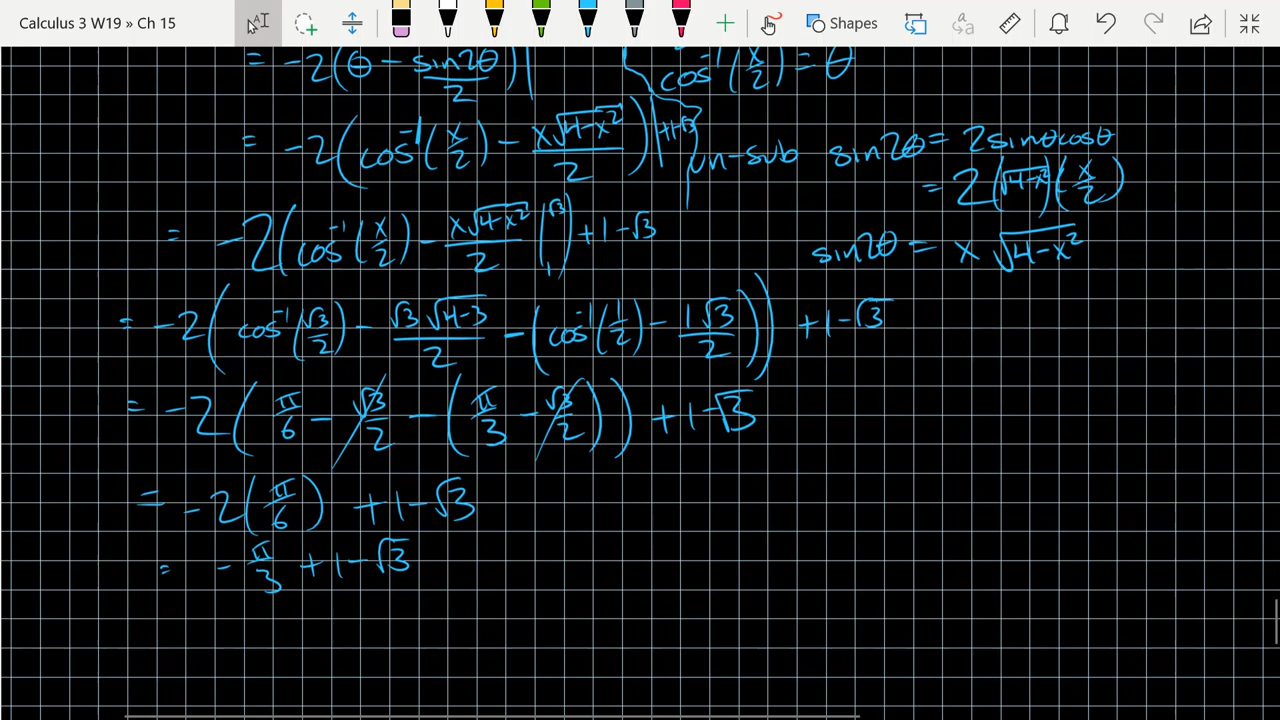 Calculus 3 W19 » Ch 15
Shapes
= -2(θ - sin2θ/2)|
cos⁻¹(x/2) = θ
= -2(cos⁻¹(x/2) - x√(4-x²)/2)| +1-√3
un-sub
sin2θ = 2sinθcosθ
= 2(√(4-x²))(x/2)
= -2(cos⁻¹(x/2) - x√(4-x²)/2 |₁^√3) + 1 - √3
sin2θ = x √(4-x²)
= -2(cos⁻¹(√3/2) - √3√(4-3)/2 - (cos⁻¹(1/2) - 1√3/2)) + 1 - √3
= -2(π/6 - √3/2 - (π/3 - √3/2)) + 1 - √3
= -2(π/6) + 1 - √3
= -π/3 + 1 - √3